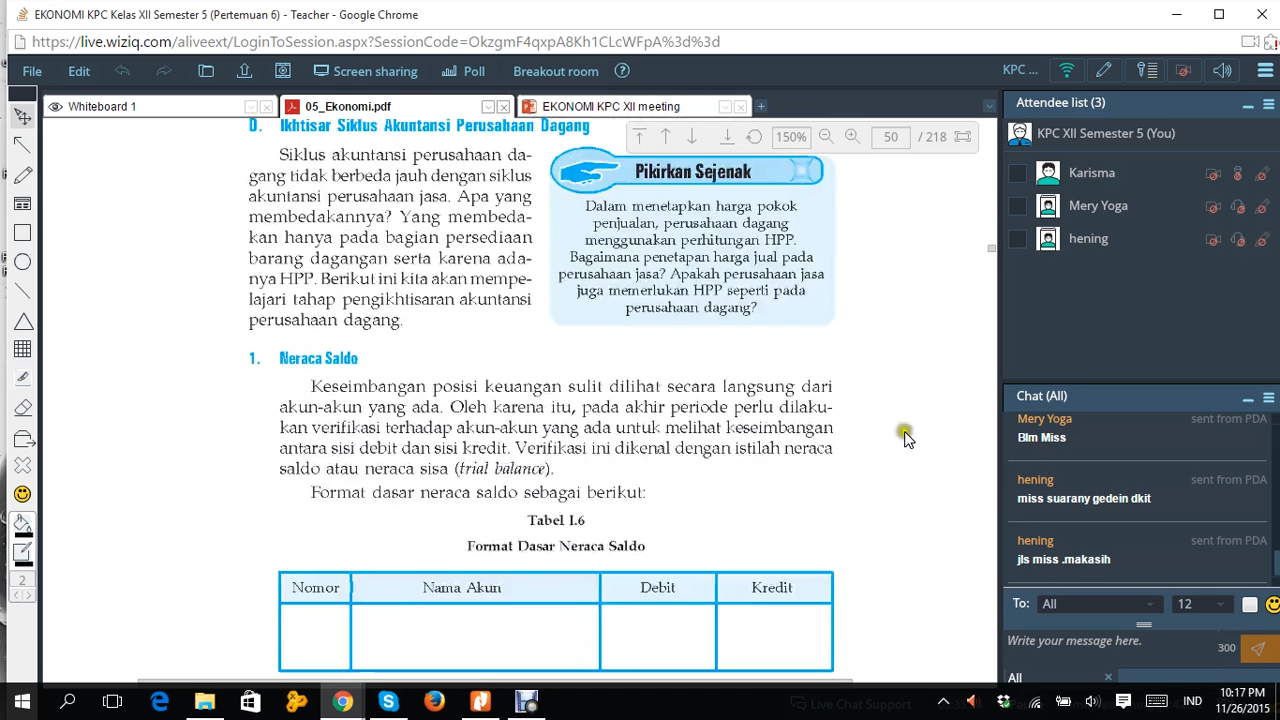 EKONOMI KPC Kelas XII Semester 5 (Pertemuan 6) - Teacher - Google Chrome
https://live.wiziq.com/aliveext/LoginToSession.aspx?SessionCode=OkzgmF4qxpA8Kh1CLcWFpA%3d%3d
File Edit Screen sharing Poll Breakout room KPC ...
Whiteboard 1 05_Ekonomi.pdf EKONOMI KPC XII meeting
150% 50 / 218
D. Ikhtisar Siklus Akuntansi Perusahaan Dagang
Siklus akuntansi perusahaan da-
gang tidak berbeda jauh dengan siklus
akuntansi perusahaan jasa. Apa yang
membedakannya? Yang membeda-
kan hanya pada bagian persediaan
barang dagangan serta karena ada-
nya HPP. Berikut ini kita akan mempe-
lajari tahap pengikhtisaran akuntansi
perusahaan dagang.
Pikirkan Sejenak
Dalam menetapkan harga pokok
penjualan, perusahaan dagang
menggunakan perhitungan HPP.
Bagaimana penetapan harga jual pada
perusahaan jasa? Apakah perusahaan jasa
juga memerlukan HPP seperti pada
perusahaan dagang?
1. Neraca Saldo
Keseimbangan posisi keuangan sulit dilihat secara langsung dari
akun-akun yang ada. Oleh karena itu, pada akhir periode perlu dilaku-
kan verifikasi terhadap akun-akun yang ada untuk melihat keseimbangan
antara sisi debit dan sisi kredit. Verifikasi ini dikenal dengan istilah neraca
saldo atau neraca sisa (trial balance).
Format dasar neraca saldo sebagai berikut:
Tabel I.6
Format Dasar Neraca Saldo
Nomor Nama Akun Debit Kredit
2
Attendee list (3)
KPC XII Semester 5 (You)
Karisma
Mery Yoga
hening
Chat (All)
Mery Yoga sent from PDA
Blm Miss
hening sent from PDA
miss suarany gedein dkit
hening sent from PDA
jls miss .makasih
To: All 12
Write your message here. 300
All
Live Chat Support
IND
10:17 PM
11/26/2015